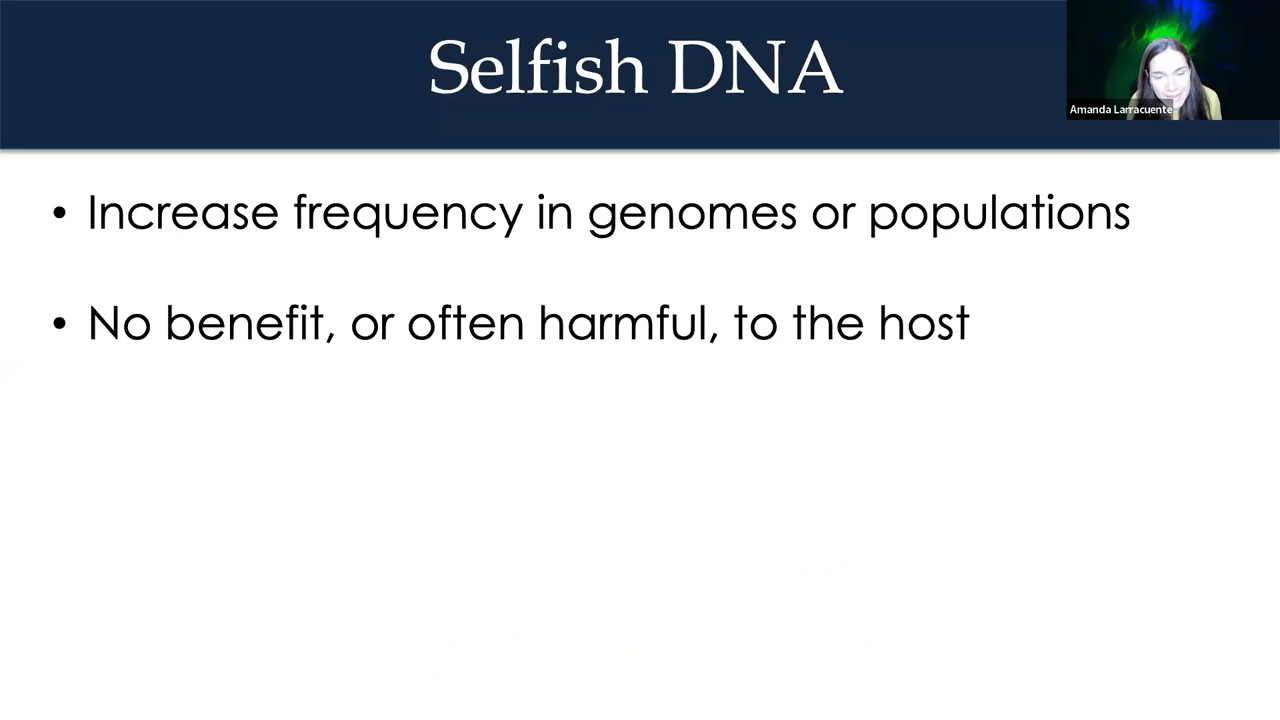 Selfish DNA
Amanda Larracuente
• Increase frequency in genomes or populations
• No benefit, or often harmful, to the host